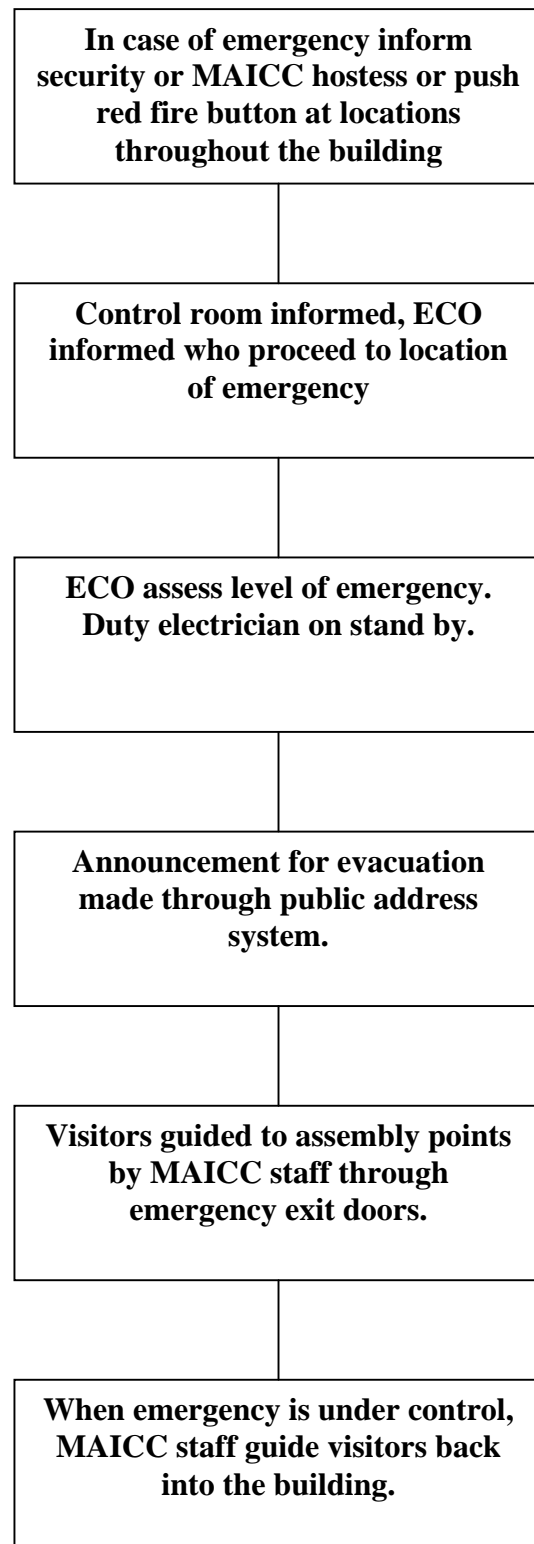 In case of emergency inform
security or MAICC hostess or push
red fire button at locations
throughout the building
Control room informed, ECO
informed who proceed to location
of emergency
ECO assess level of emergency.
Duty electrician on stand by.
Announcement for evacuation
made through public address
system.
Visitors guided to assembly points
by MAICC staff through
emergency exit doors.
When emergency is under control,
MAICC staff guide visitors back
into the building.